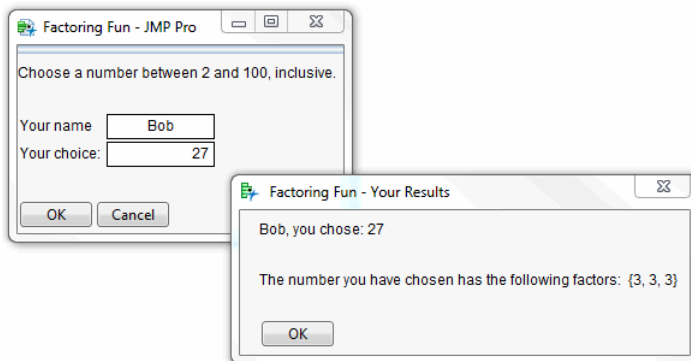 Factoring Fun - JMP Pro
Choose a number between 2 and 100, inclusive.
Your name Bob
Your choice: 27
OK Cancel
Factoring Fun - Your Results
Bob, you chose: 27
The number you have chosen has the following factors: {3, 3, 3}
OK